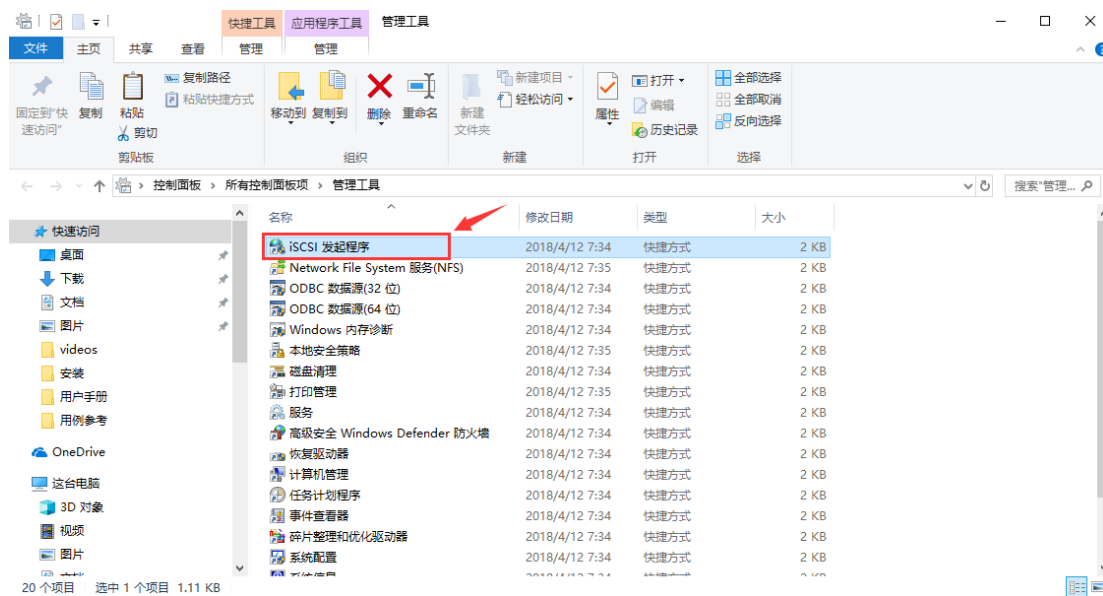 快捷工具 应用程序工具 管理工具
文件 主页 共享 查看 管理 管理
固定到"快速访问"
复制
粘贴
复制路径
粘贴快捷方式
剪切
剪贴板
移动到 复制到 删除 重命名
组织
新建文件夹
新建项目
轻松访问
新建
属性
打开
编辑
历史记录
打开
全部选择
全部取消
反向选择
选择
控制面板 › 所有控制面板项 › 管理工具
搜索"管理...
快速访问
桌面
下载
文档
图片
videos
安装
用户手册
用例参考
OneDrive
这台电脑
3D 对象
视频
图片
名称 修改日期 类型 大小
iSCSI 发起程序 2018/4/12 7:34 快捷方式 2 KB
Network File System 服务(NFS) 2018/4/12 7:35 快捷方式 2 KB
ODBC 数据源(32 位) 2018/4/12 7:34 快捷方式 2 KB
ODBC 数据源(64 位) 2018/4/12 7:34 快捷方式 2 KB
Windows 内存诊断 2018/4/12 7:34 快捷方式 2 KB
本地安全策略 2018/4/12 7:35 快捷方式 2 KB
磁盘清理 2018/4/12 7:34 快捷方式 2 KB
打印管理 2018/4/12 7:35 快捷方式 2 KB
服务 2018/4/12 7:34 快捷方式 2 KB
高级安全 Windows Defender 防火墙 2018/4/12 7:34 快捷方式 2 KB
恢复驱动器 2018/4/12 7:34 快捷方式 2 KB
计算机管理 2018/4/12 7:34 快捷方式 2 KB
任务计划程序 2018/4/12 7:34 快捷方式 2 KB
事件查看器 2018/4/12 7:34 快捷方式 2 KB
碎片整理和优化驱动器 2018/4/12 7:34 快捷方式 2 KB
系统配置 2018/4/12 7:34 快捷方式 2 KB
20 个项目 选中 1 个项目 1.11 KB